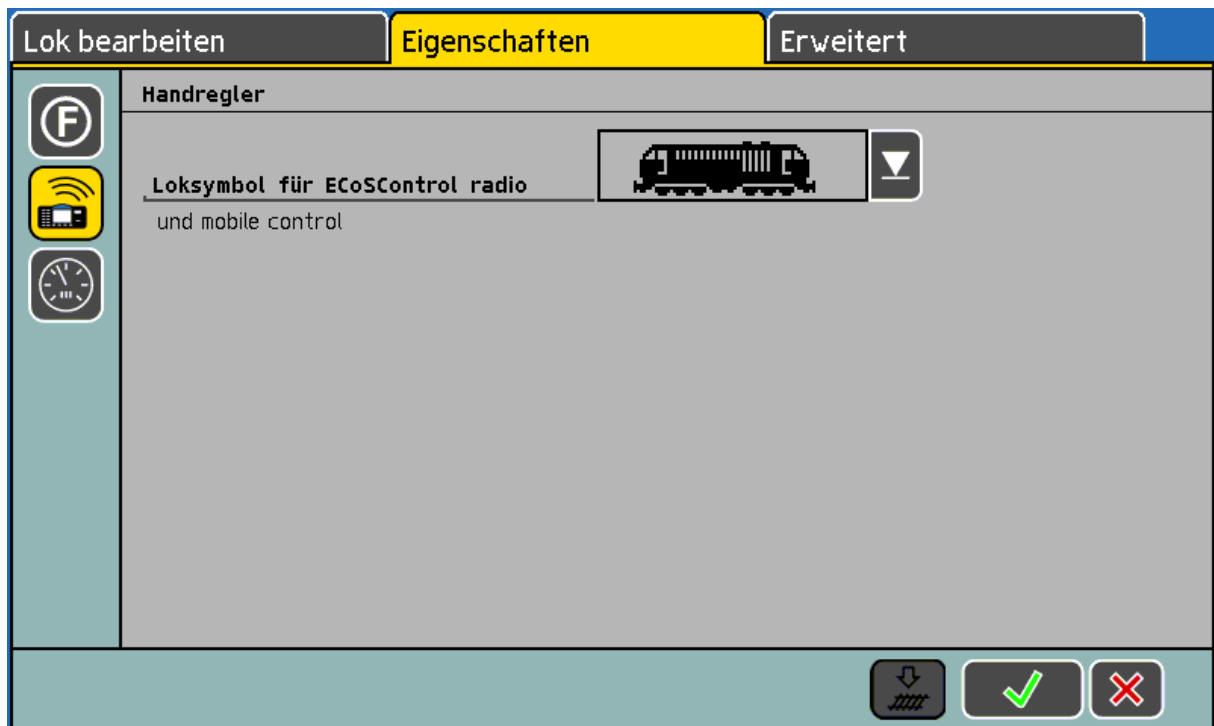 Lok bearbeiten
Eigenschaften
Erweitert
Handregler
F
Loksymbol für ECoSControl radio
und mobile control